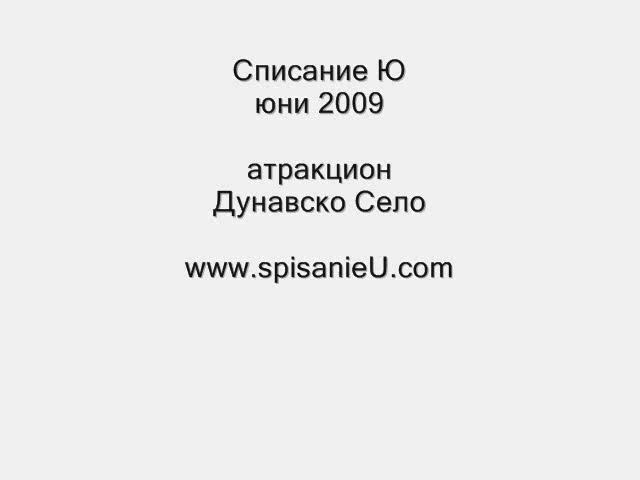 Списание Ю
юни 2009
атракцион
Дунавско Село
www.spisanieU.com